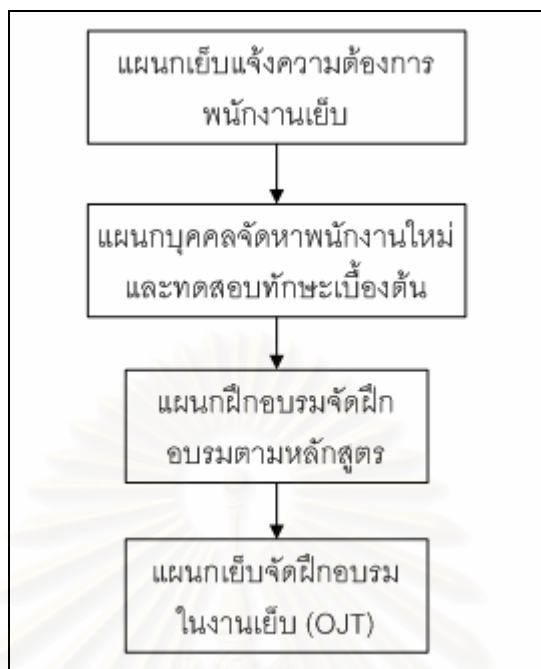 แผนกเย็บแจ้งความต้องการ
พนักงานเย็บ
แผนกบุคคลจัดหาพนักงานใหม่
และทดสอบทักษะเบื้องต้น
แผนกฝึกอบรมจัดฝึก
อบรมตามหลักสูตร
แผนกเย็บจัดฝึกอบรม
ในงานเย็บ (OJT)